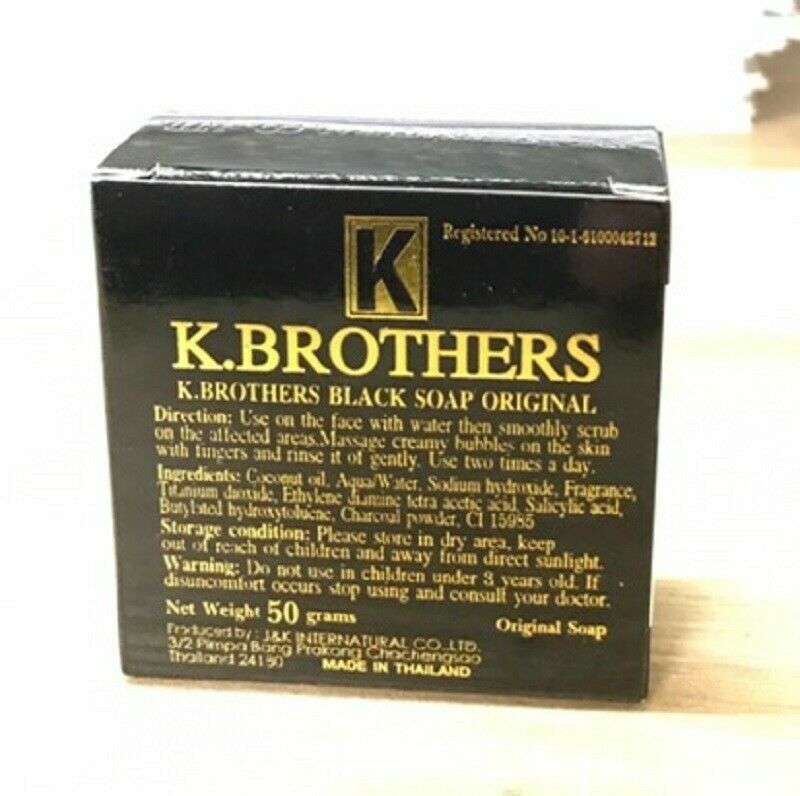 K
Registered No 10-1-6100042713
K.BROTHERS
K.BROTHERS BLACK SOAP ORIGINAL
Direction: Use on the face with water then smoothly scrub
on the affected areas.Massage creamy bubbles on the skin
with fingers and rinse it of gently. Use two times a day.
Ingredients: Coconut oil, Aqua/Water, Sodium hydroxide, Fragrance,
Titanium dioxide, Ethylene diamine tetra acetic acid, Salicylic acid,
Butylated hydroxytoluene, Charcoal powder, CI 15985
Storage condition: Please store in dry area, keep
out of reach of children and away from direct sunlight.
Warning: Do not use in children under 3 years old. If
disuncomfort occurs stop using and consult your doctor.
Net Weight 50 grams
Original Soap
Produced by : J&K INTERNATURAL CO.,LTD.
3/2 Pimpa Bang Prakong Chachengsao
Thailand 24130
MADE IN THAILAND